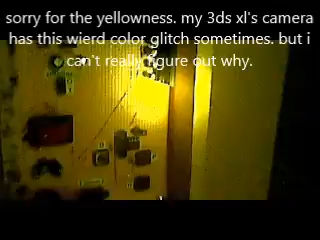 sorry for the yellowness. my 3ds xl's camera
has this wierd color glitch sometimes. but i
can't really figure out why.